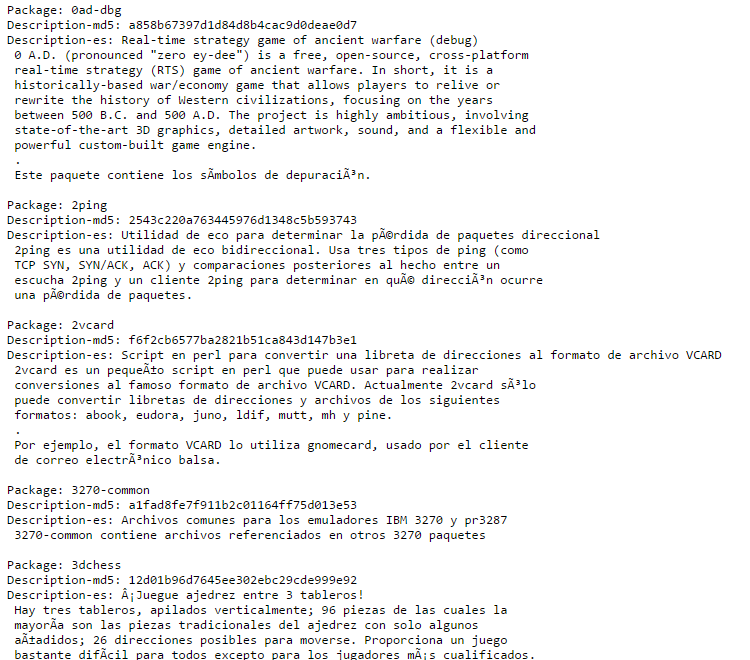 Package: 0ad-dbg
Description-md5: a858b67397d1d84d8b4cac9d0deae0d7
Description-es: Real-time strategy game of ancient warfare (debug)
0 A.D. (pronounced "zero ey-dee") is a free, open-source, cross-platform
real-time strategy (RTS) game of ancient warfare. In short, it is a
historically-based war/economy game that allows players to relive or
rewrite the history of Western civilizations, focusing on the years
between 500 B.C. and 500 A.D. The project is highly ambitious, involving
state-of-the-art 3D graphics, detailed artwork, sound, and a flexible and
powerful custom-built game engine.
.
Este paquete contiene los sÃmbolos de depuraciÃ³n.
Package: 2ping
Description-md5: 2543c220a763445976d1348c5b593743
Description-es: Utilidad de eco para determinar la pÃ©rdida de paquetes direccional
2ping es una utilidad de eco bidireccional. Usa tres tipos de ping (como
TCP SYN, SYN/ACK, ACK) y comparaciones posteriores al hecho entre un
escucha 2ping y un cliente 2ping para determinar en quÃ© direcciÃ³n ocurre
una pÃ©rdida de paquetes.
Package: 2vcard
Description-md5: f6f2cb6577ba2821b51ca843d147b3e1
Description-es: Script en perl para convertir una libreta de direcciones al formato de archivo VCARD
2vcard es un pequeÃ±o script en perl que puede usar para realizar
conversiones al famoso formato de archivo VCARD. Actualmente 2vcard sÃ³lo
puede convertir libretas de direcciones y archivos de los siguientes
formatos: abook, eudora, juno, ldif, mutt, mh y pine.
.
Por ejemplo, el formato VCARD lo utiliza gnomecard, usado por el cliente
de correo electrÃ³nico balsa.
Package: 3270-common
Description-md5: a1fad8fe7f911b2c01164ff75d013e53
Description-es: Archivos comunes para los emuladores IBM 3270 y pr3287
3270-common contiene archivos referenciados en otros 3270 paquetes
Package: 3dchess
Description-md5: 12d01b96d7645ee302ebc29cde999e92
Description-es: Â¡Juegue ajedrez entre 3 tableros!
Hay tres tableros, apilados verticalmente; 96 piezas de las cuales la
mayorÃa son las piezas tradicionales del ajedrez con solo algunos
aÃ±adidos; 26 direcciones posibles para moverse. Proporciona un juego
bastante difÃcil para todos excepto para los jugadores mÃ¡s cualificados.